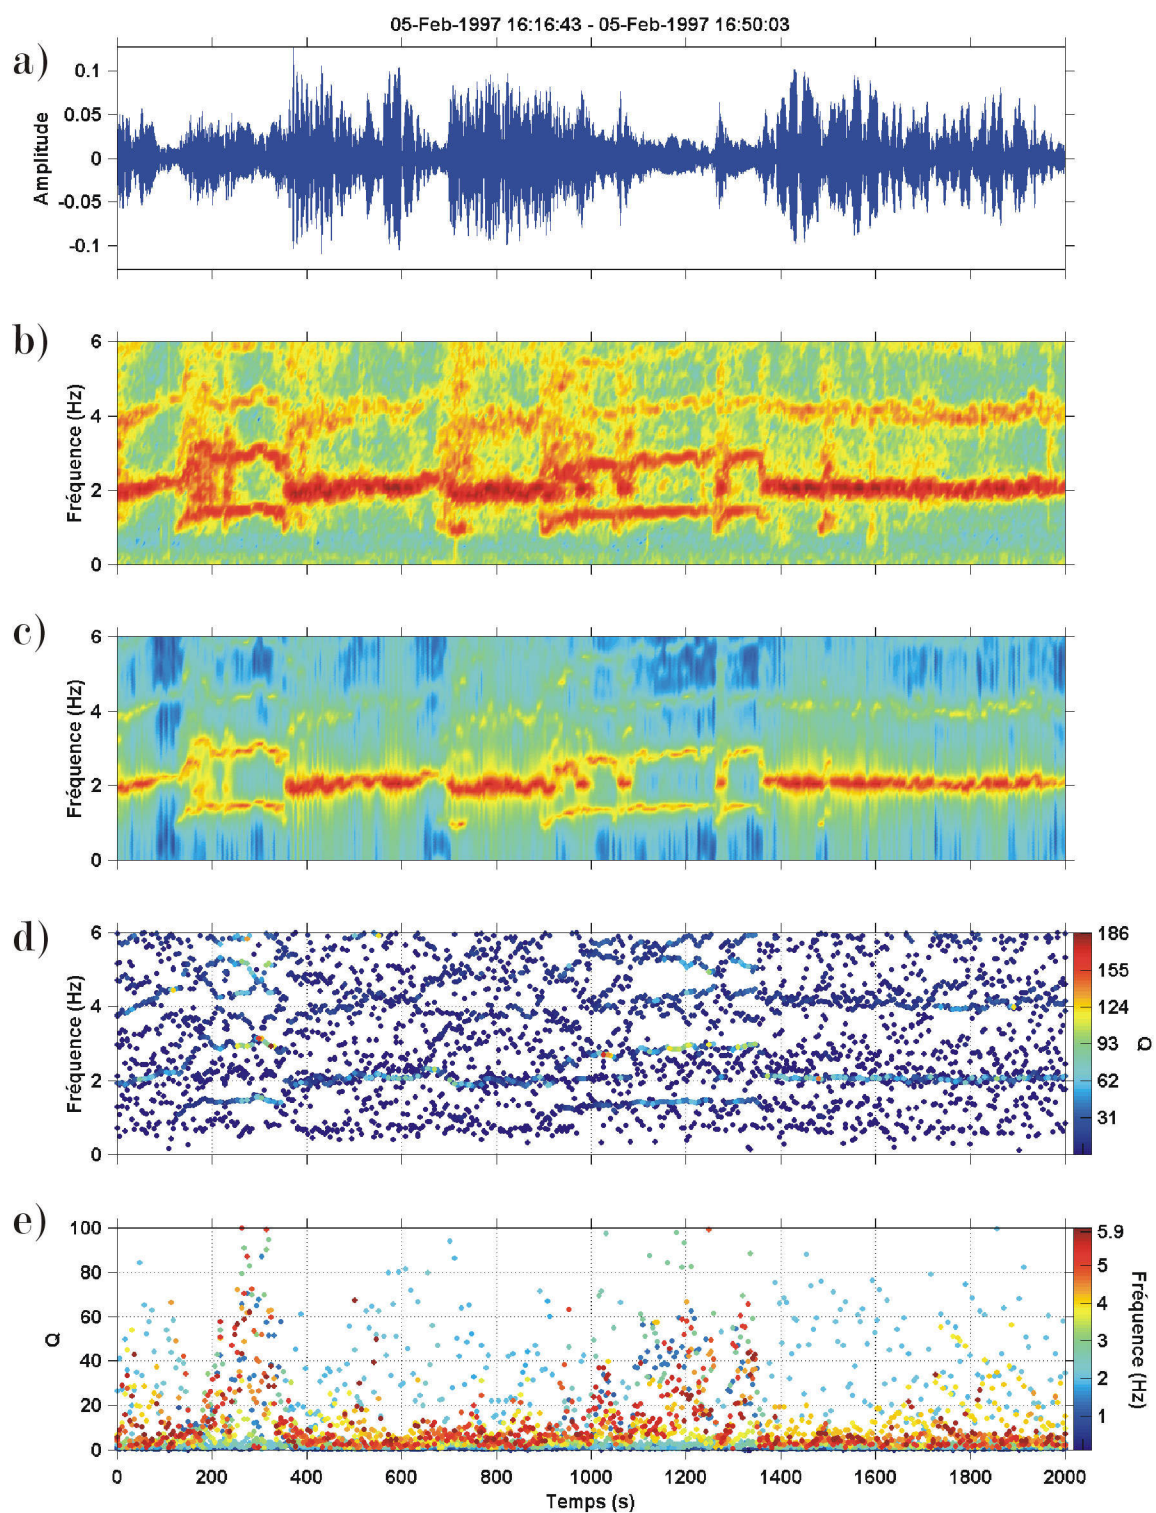 05-Feb-1997 16:16:43 - 05-Feb-1997 16:50:03
a)
Amplitude
0.1
0.05
0
-0.05
-0.1
b)
Fréquence (Hz)
6
4
2
0
c)
Fréquence (Hz)
6
4
2
0
d)
Fréquence (Hz)
6
4
2
0
186
155
124
93
62
31
Q
e)
Q
100
80
60
40
20
0
5.9
5
4
3
2
1
Fréquence (Hz)
0 200 400 600 800 1000 1200 1400 1600 1800 2000
Temps (s)